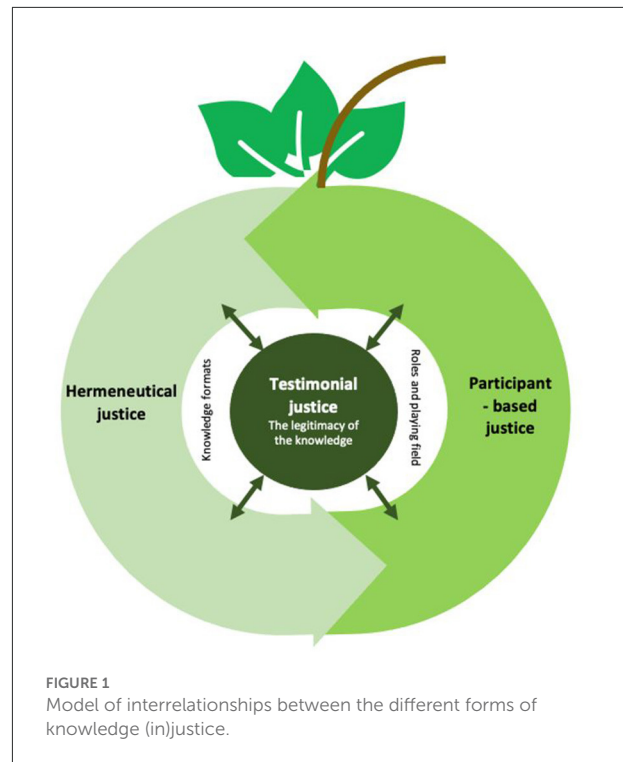 Hermeneutical
justice
Knowledge formats
Testimonial
justice
The legitimacy of
the knowledge
Roles and playing
field
Participant
- based
justice
FIGURE 1
Model of interrelationships between the different forms of
knowledge (in)justice.